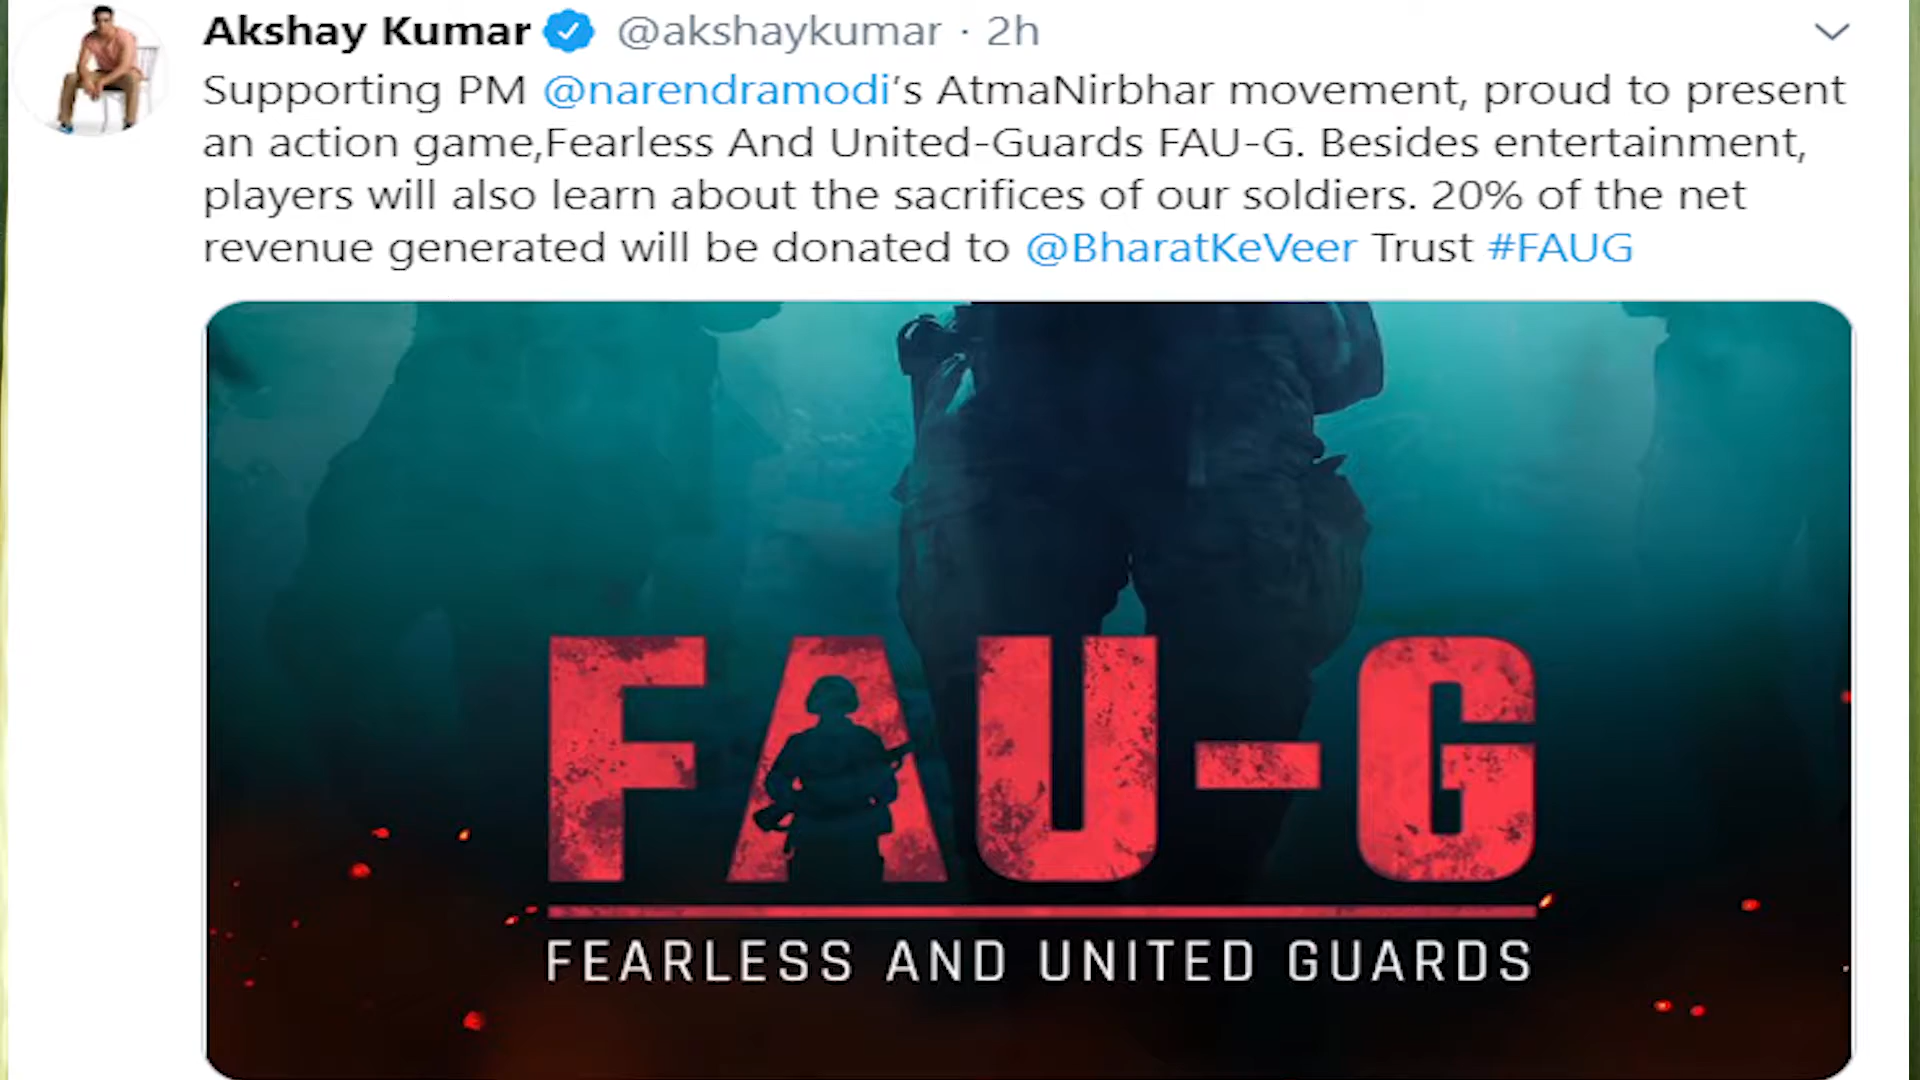 Akshay Kumar @akshaykumar · 2h
Supporting PM @narendramodi's AtmaNirbhar movement, proud to present
an action game,Fearless And United-Guards FAU-G. Besides entertainment,
players will also learn about the sacrifices of our soldiers. 20% of the net
revenue generated will be donated to @BharatKeVeer Trust #FAUG
FAU-G
FEARLESS AND UNITED GUARDS